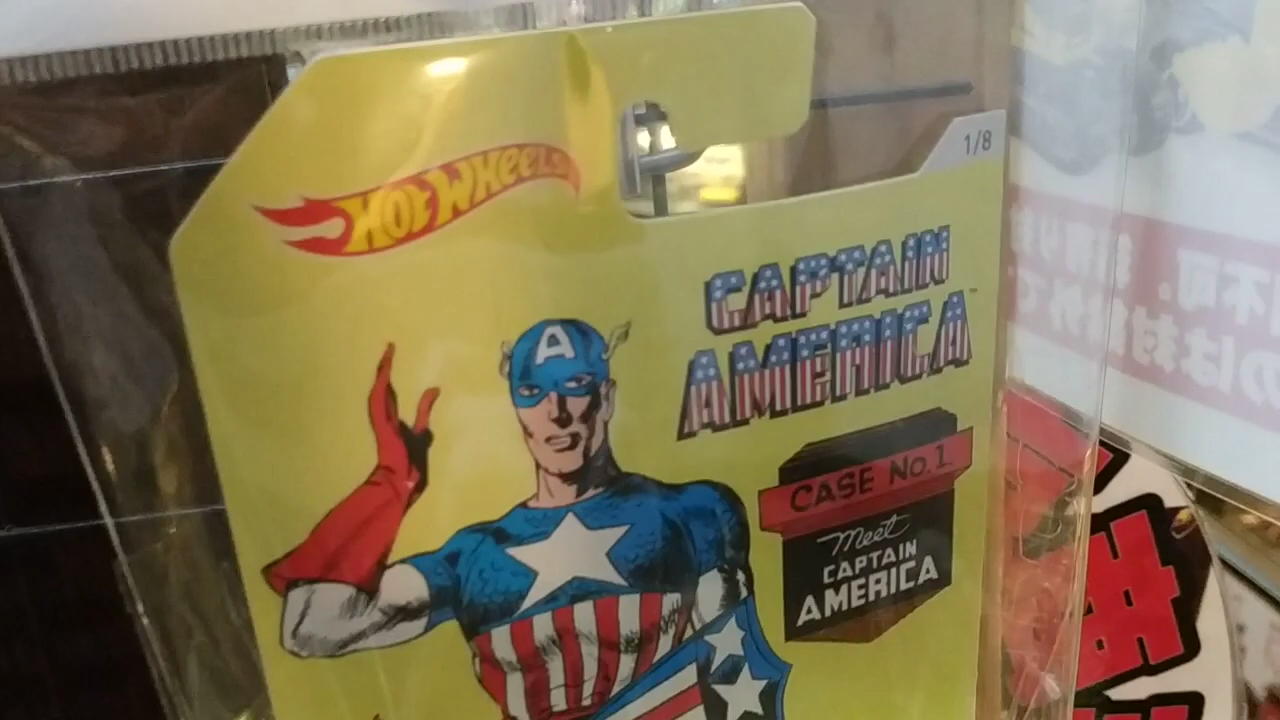 HOT WHEELS
1/8
CAPTAIN
AMERICA
A
CASE No.1
Meet
CAPTAIN
AMERICA